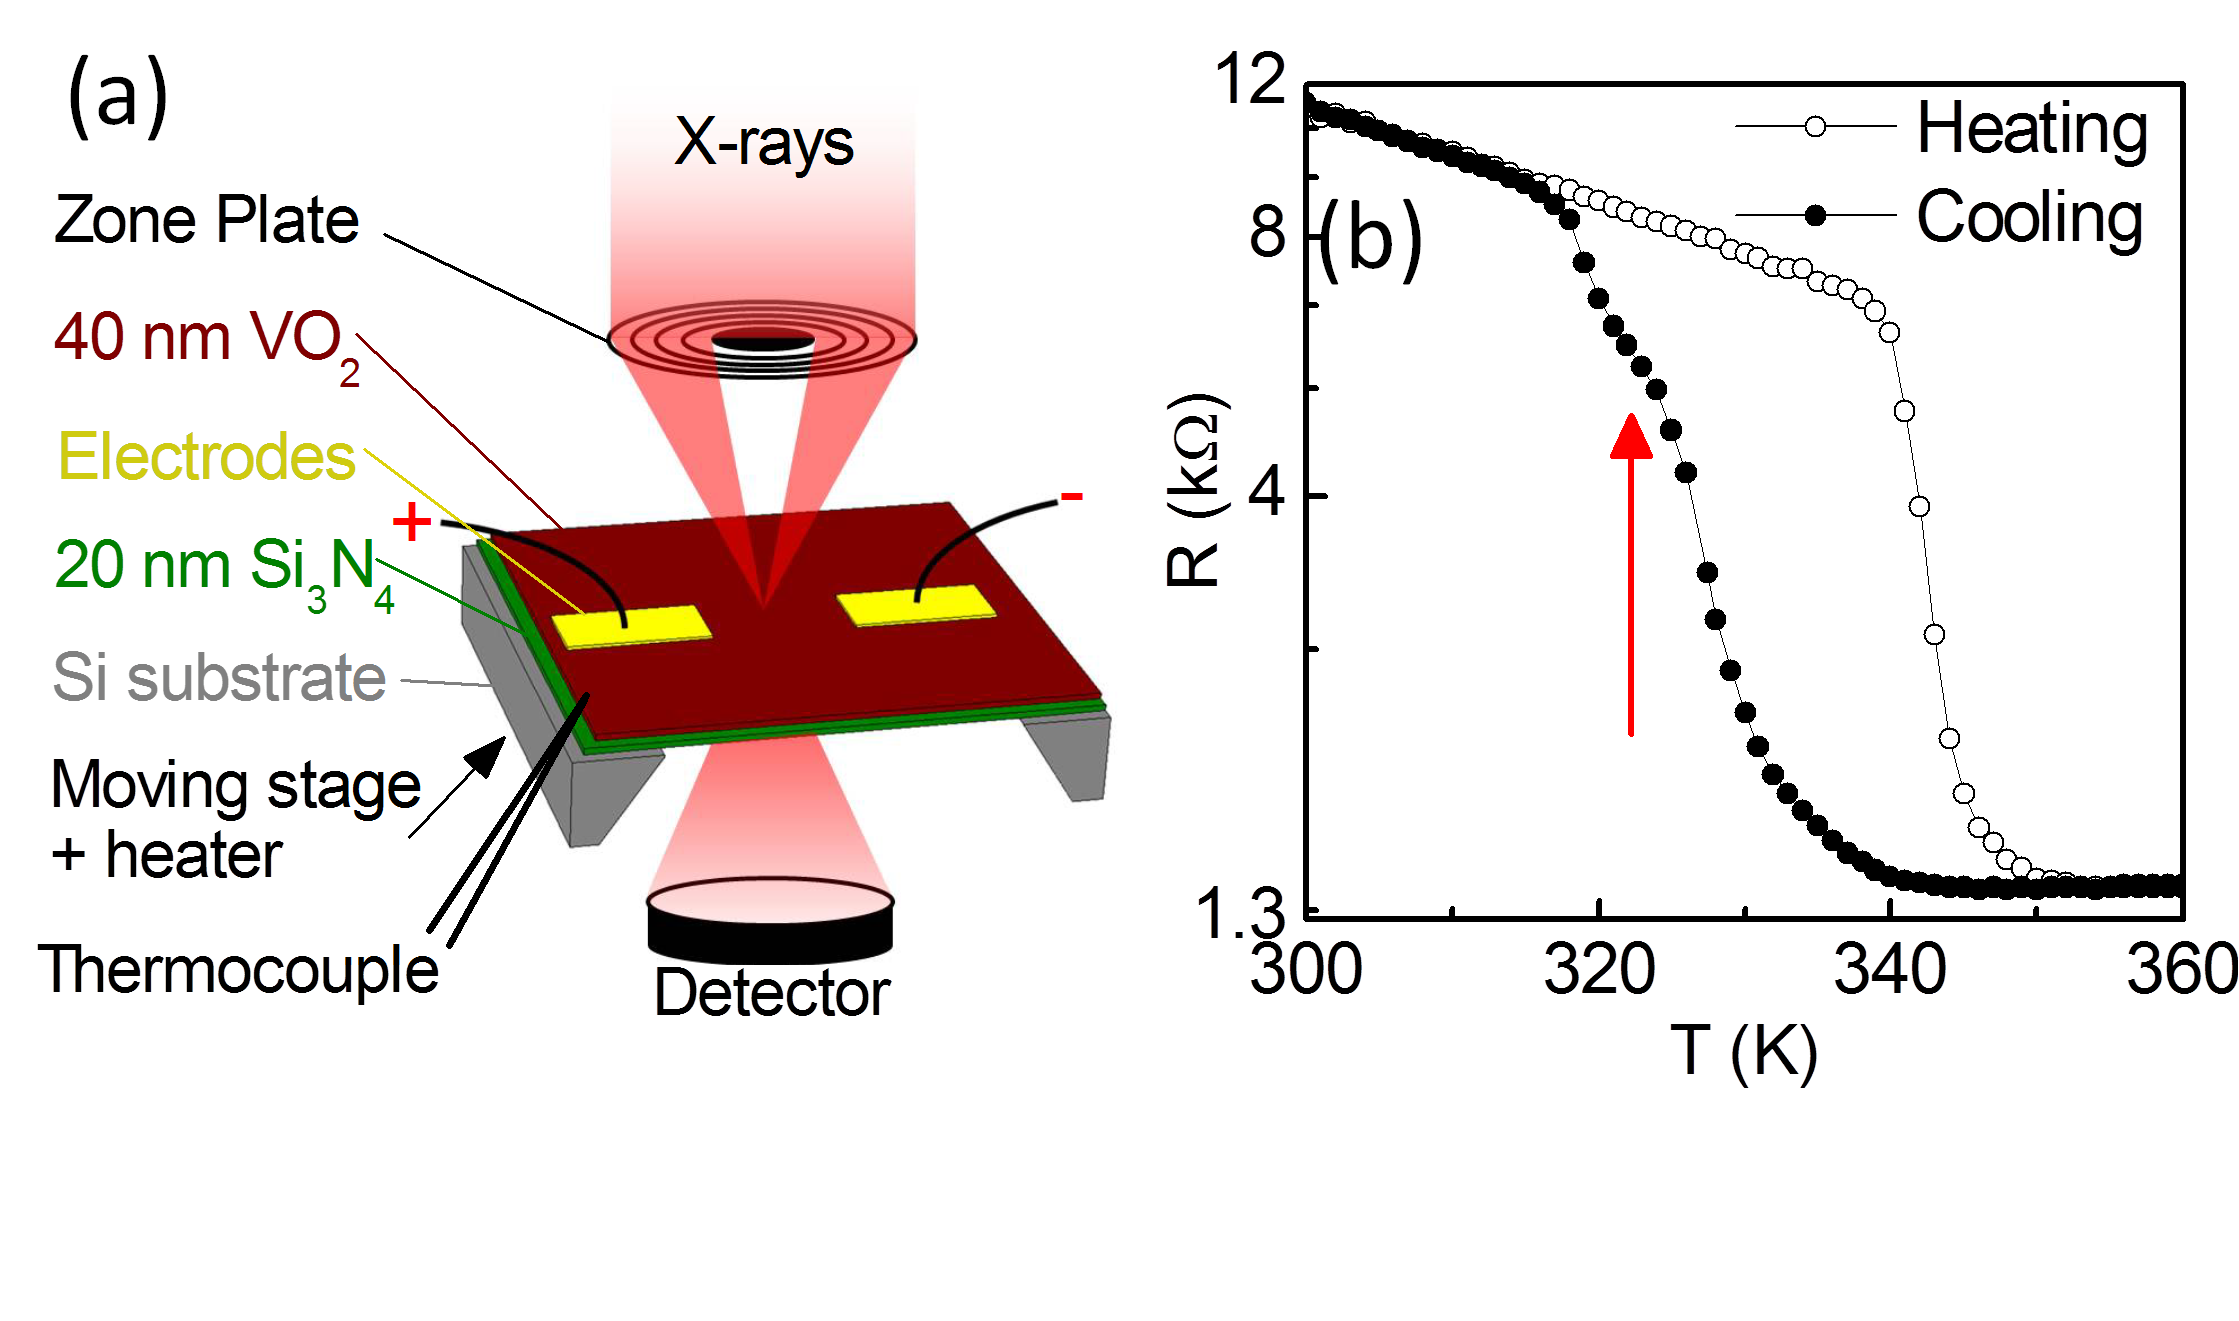 (a)
X-rays
Zone Plate
40 nm VO₂
Electrodes
+
-
20 nm Si₃N₄
Si substrate
Moving stage
+ heater
Thermocouple
Detector
(b)
Heating
Cooling
12
8
4
1.3
R (kΩ)
300 320 340 360
T (K)